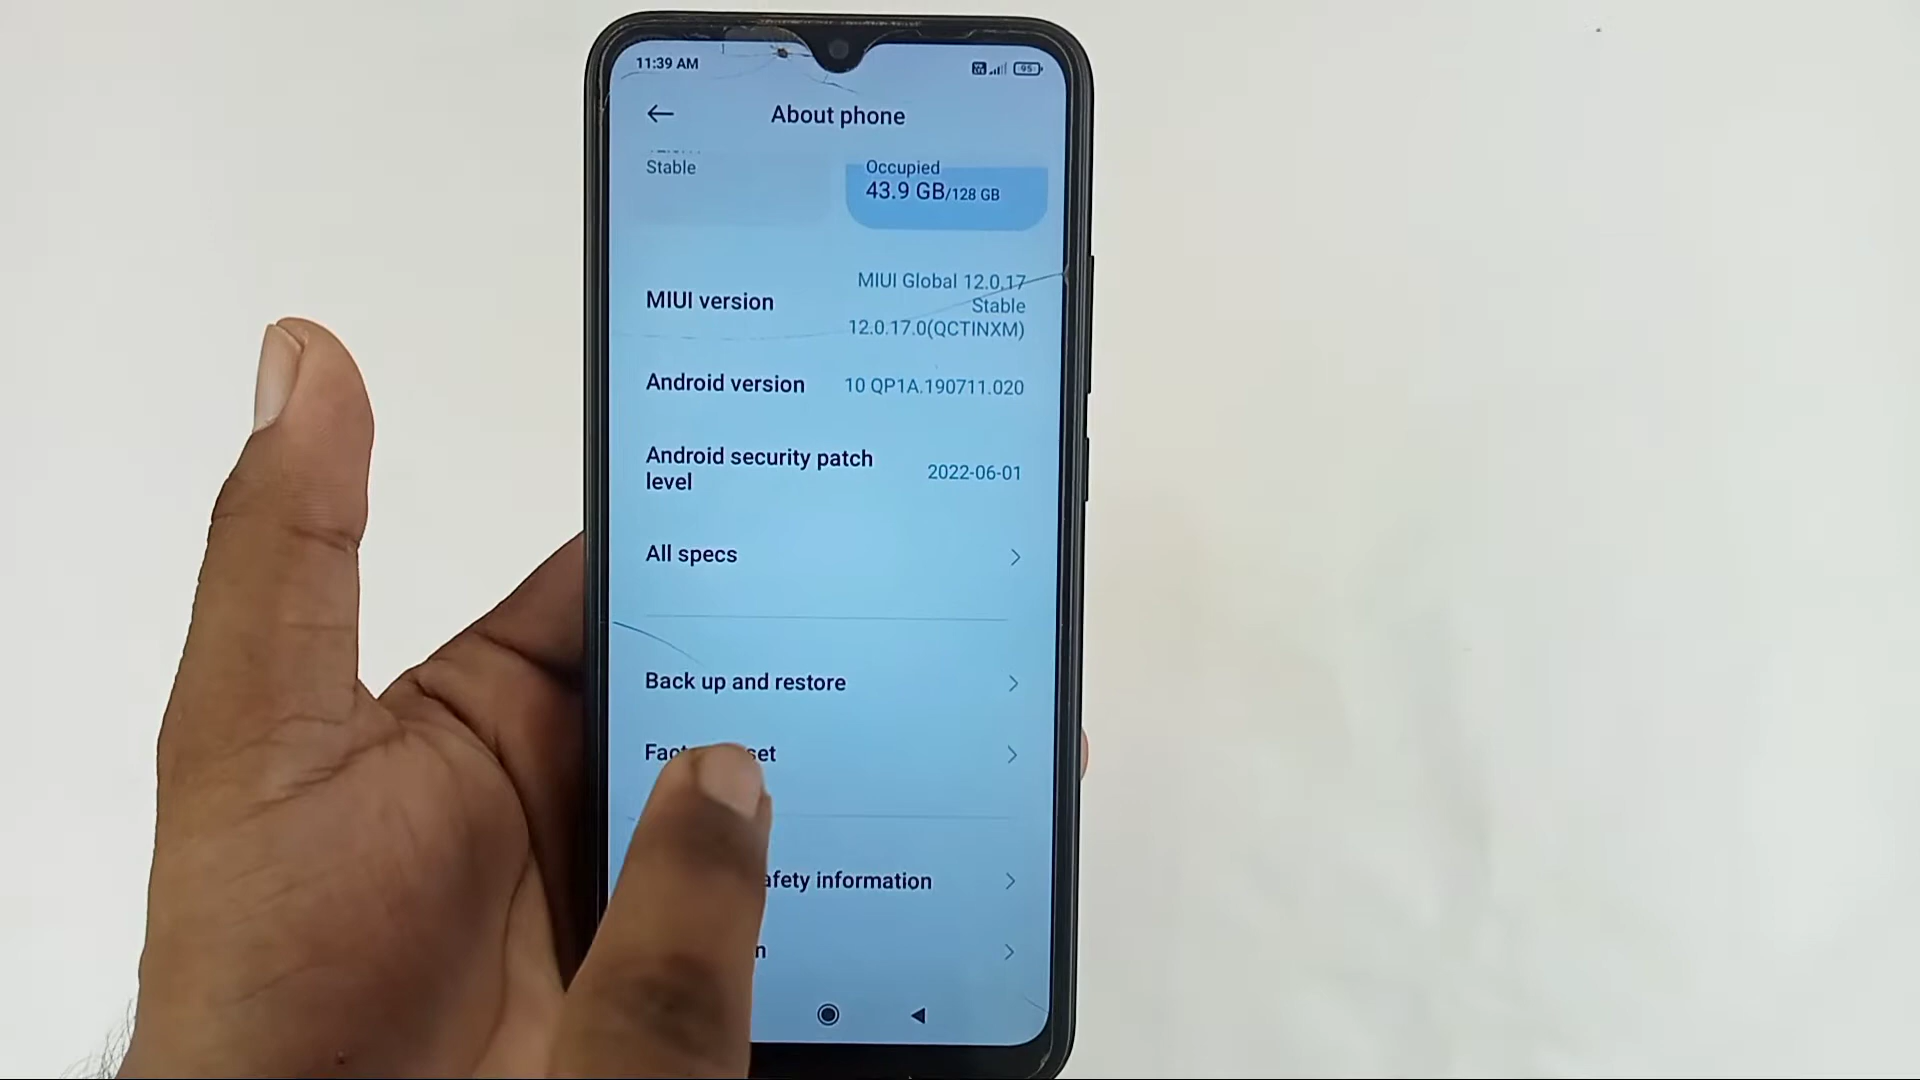 11:39 AM
95
About phone
Stable
Occupied
43.9 GB/128 GB
MIUI version
MIUI Global 12.0.17
Stable
12.0.17.0(QCTINXM)
Android version
10 QP1A.190711.020
Android security patch
level
2022-06-01
All specs
Back up and restore
set
afety information